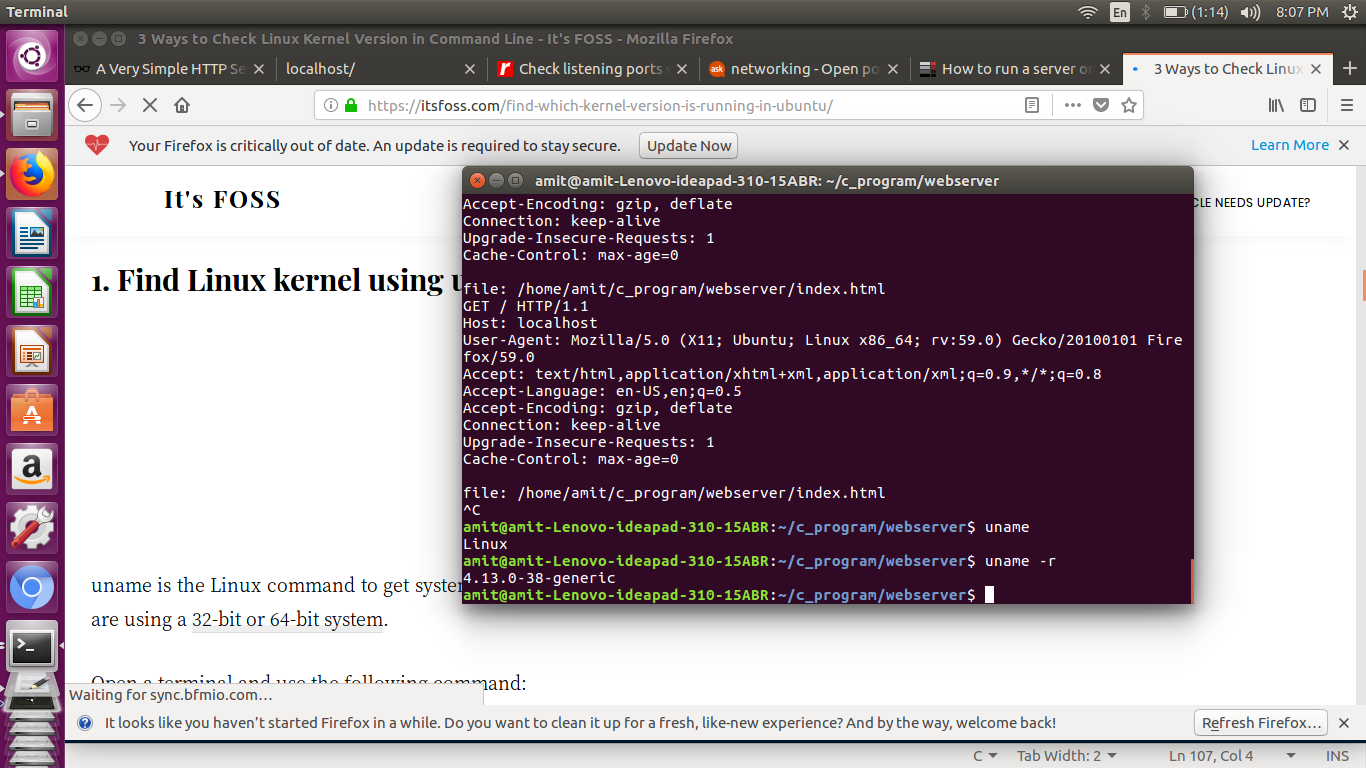 Terminal
En
(1:14)
8:07 PM
3 Ways to Check Linux Kernel Version in Command Line - It's FOSS - Mozilla Firefox
A Very Simple HTTP Se
localhost/
Check listening ports
networking - Open po
How to run a server or
3 Ways to Check Linux
https://itsfoss.com/find-which-kernel-version-is-running-in-ubuntu/
Your Firefox is critically out of date. An update is required to stay secure.
Update Now
Learn More
It's FOSS
CLE NEEDS UPDATE?
1. Find Linux kernel using
amit@amit-Lenovo-ideapad-310-15ABR: ~/c_program/webserver
Accept-Encoding: gzip, deflate
Connection: keep-alive
Upgrade-Insecure-Requests: 1
Cache-Control: max-age=0
file: /home/amit/c_program/webserver/index.html
GET / HTTP/1.1
Host: localhost
User-Agent: Mozilla/5.0 (X11; Ubuntu; Linux x86_64; rv:59.0) Gecko/20100101 Fire
fox/59.0
Accept: text/html,application/xhtml+xml,application/xml;q=0.9,*/*;q=0.8
Accept-Language: en-US,en;q=0.5
Accept-Encoding: gzip, deflate
Connection: keep-alive
Upgrade-Insecure-Requests: 1
Cache-Control: max-age=0
file: /home/amit/c_program/webserver/index.html
^C
amit@amit-Lenovo-ideapad-310-15ABR:~/c_program/webserver$ uname
Linux
amit@amit-Lenovo-ideapad-310-15ABR:~/c_program/webserver$ uname -r
4.13.0-38-generic
amit@amit-Lenovo-ideapad-310-15ABR:~/c_program/webserver$
uname is the Linux command to get system
are using a 32-bit or 64-bit system.
Open a terminal and use the following command:
Waiting for sync.bfmio.com…
It looks like you haven’t started Firefox in a while. Do you want to clean it up for a fresh, like-new experience? And by the way, welcome back!
Refresh Firefox…
C
Tab Width: 2
Ln 107, Col 4
INS